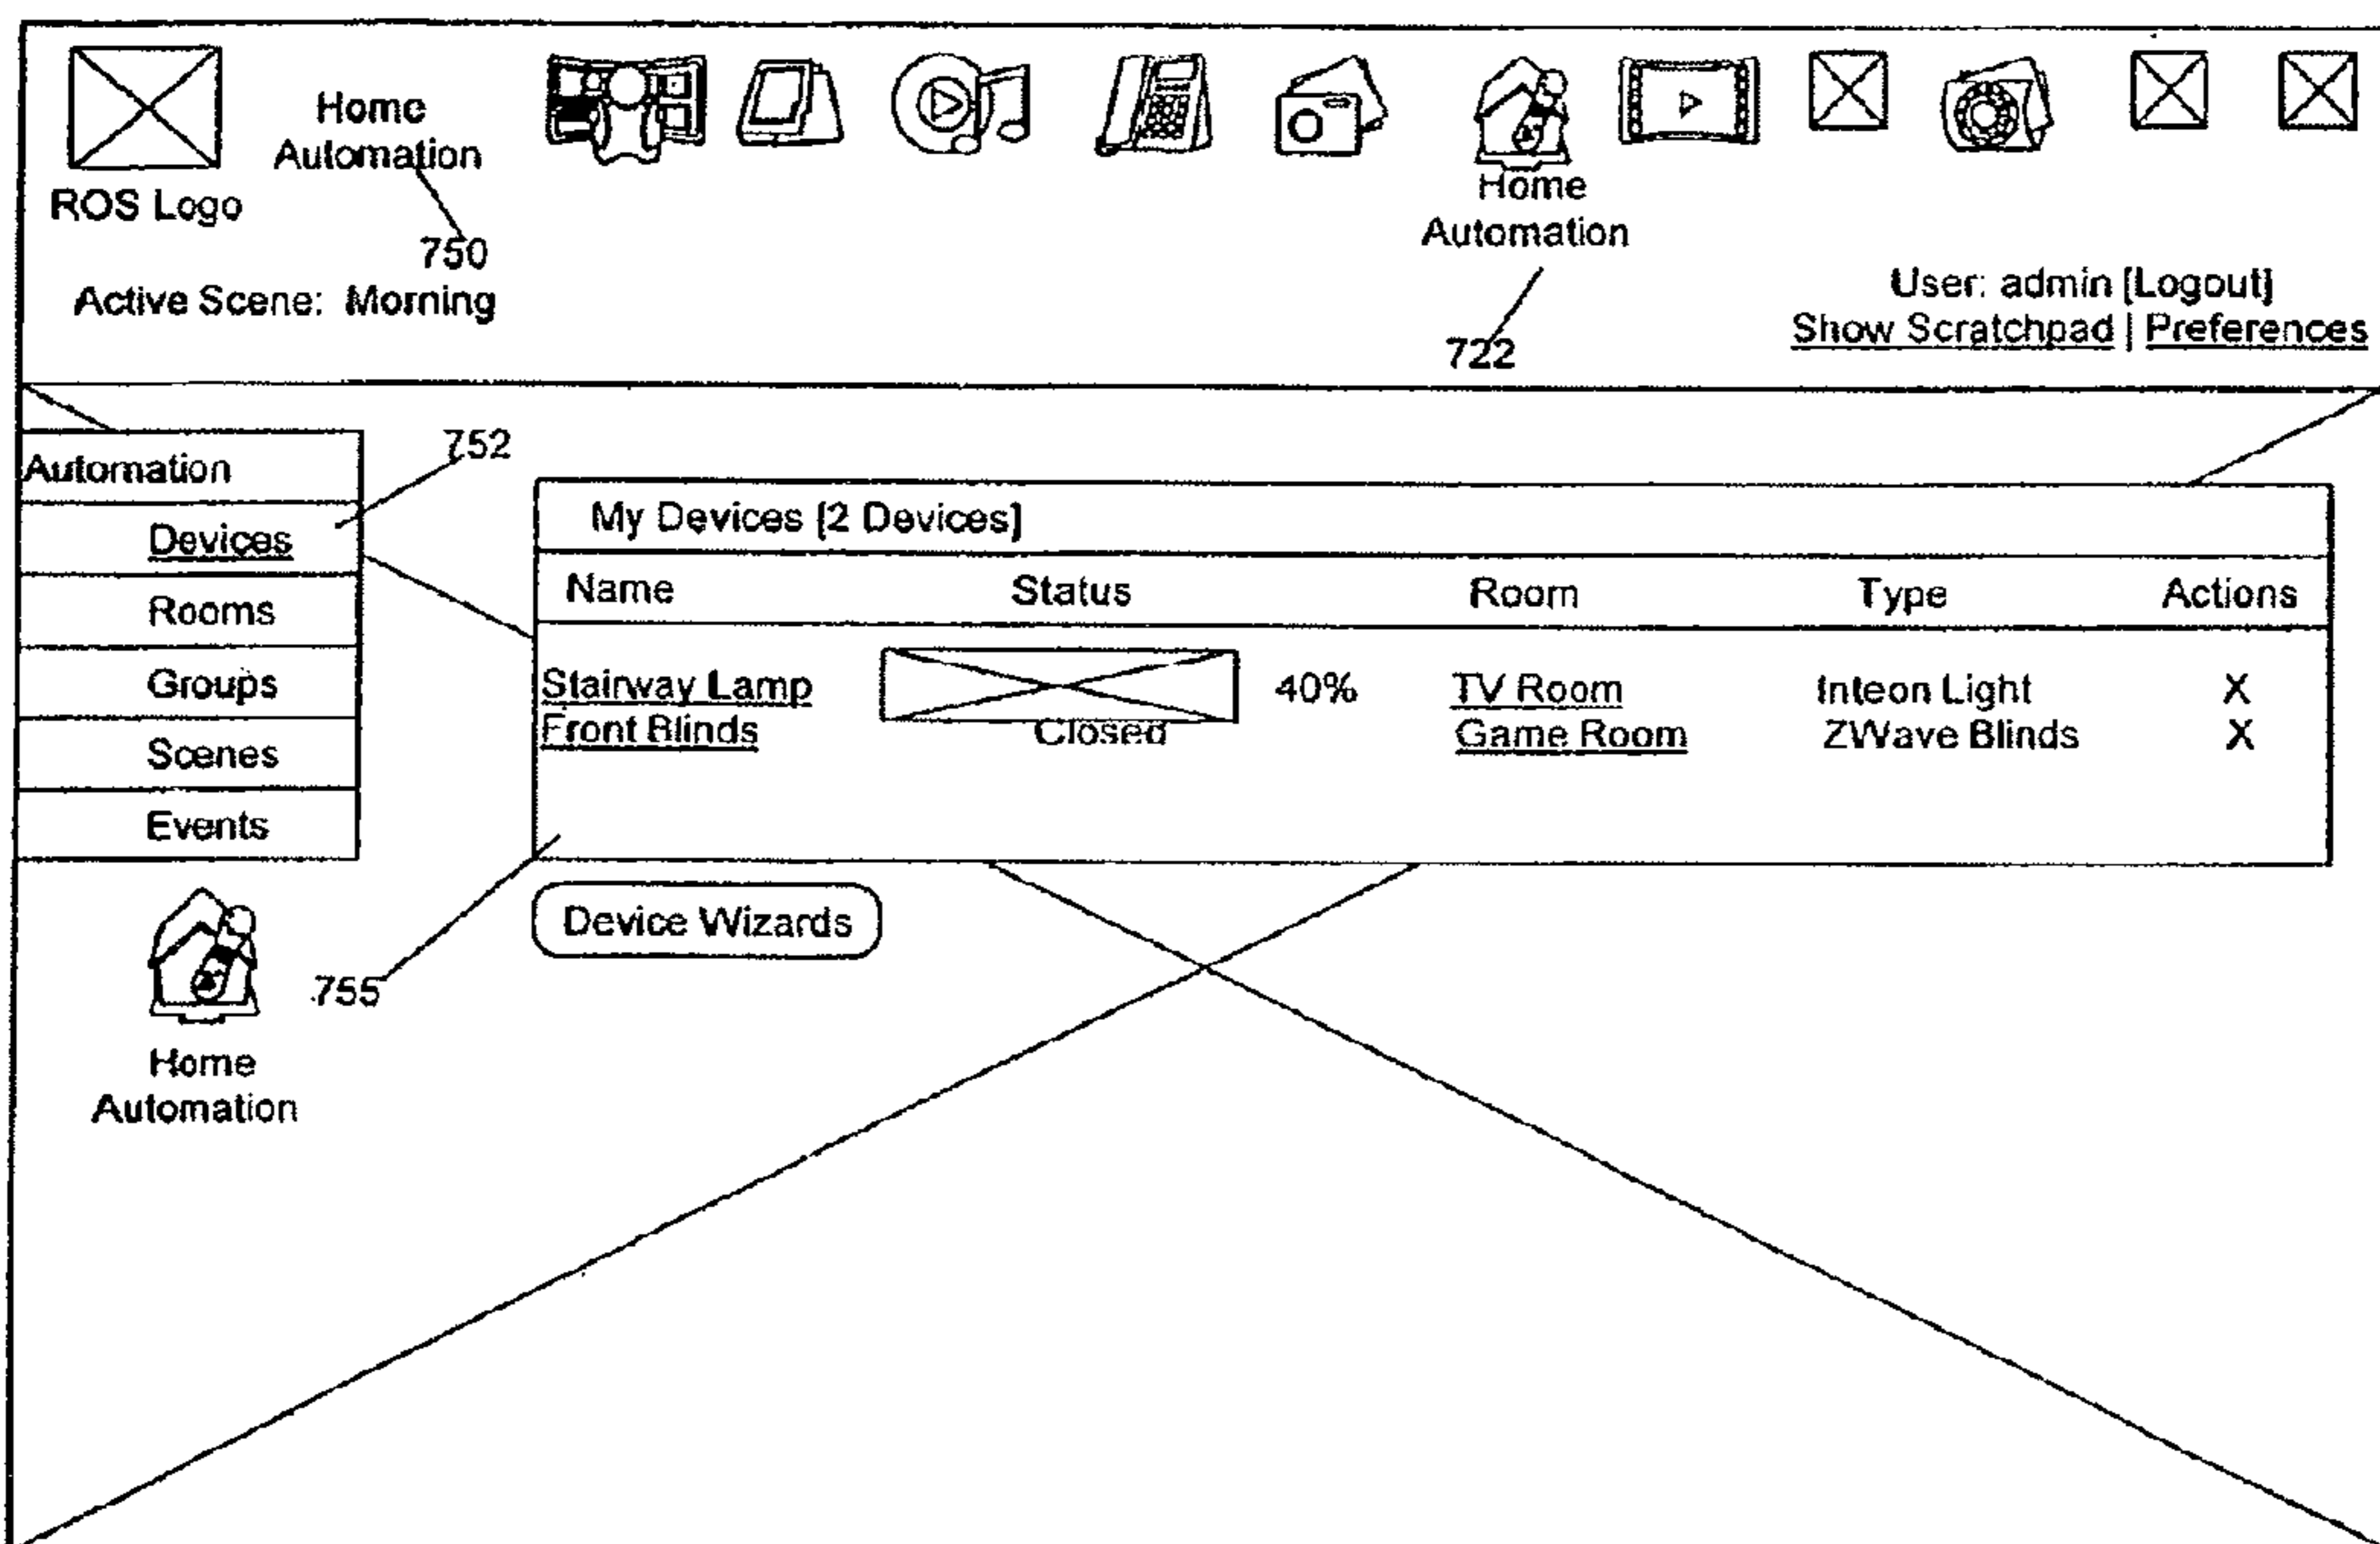 Home
Automation
ROS Logo
750
Active Scene: Morning
Home
Automation
722
User: admin [Logout]
Show Scratchpad | Preferences
Automation
Devices
Rooms
Groups
Scenes
Events
752
My Devices [2 Devices]
Name Status Room Type Actions
Stairway Lamp 40% TV Room Inteon Light X
Front Blinds Closed Game Room ZWave Blinds X
Device Wizards
755
Home
Automation